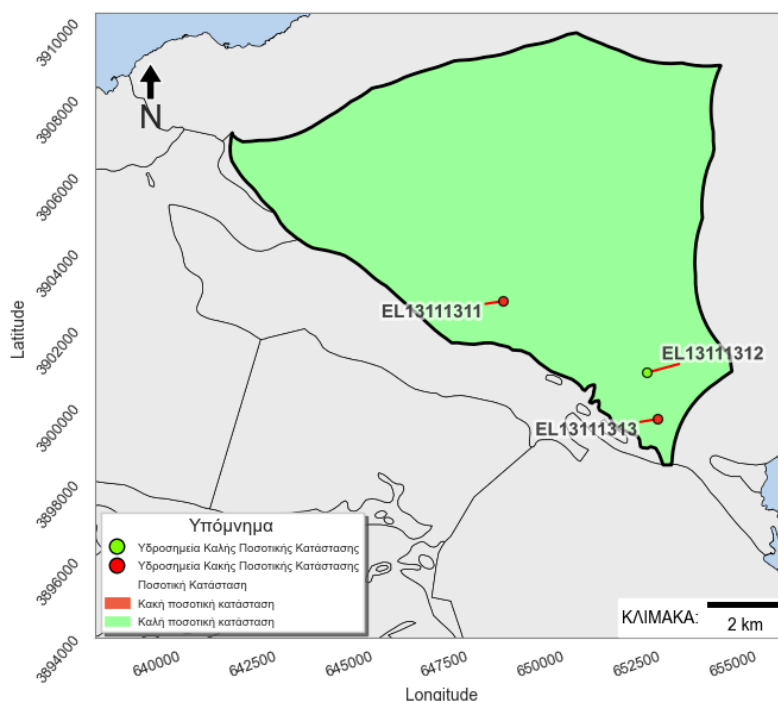 3910000
3908000
3906000
3904000
3902000
3900000
3898000
3896000
3894000
Latitude
N
EL13111311
EL13111312
EL13111313
Υπόμνημα
Υδροσημεία Καλής Ποσοτικής Κατάστασης
Υδροσημεία Κακής Ποσοτικής Κατάστασης
Ποσοτική Κατάσταση
Κακή ποσοτική κατάσταση
Καλή ποσοτική κατάσταση
ΚΛΙΜΑΚΑ:
2 km
640000 642500 645000 647500 650000 652500 655000
Longitude